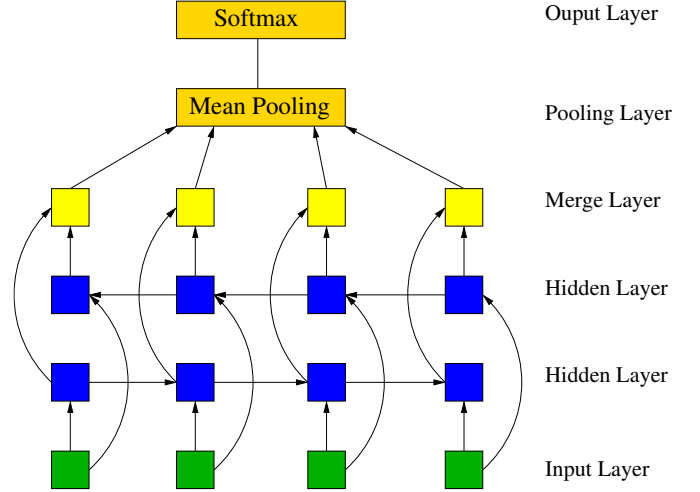 Softmax
Ouput Layer
Mean Pooling
Pooling Layer
Merge Layer
Hidden Layer
Hidden Layer
Input Layer